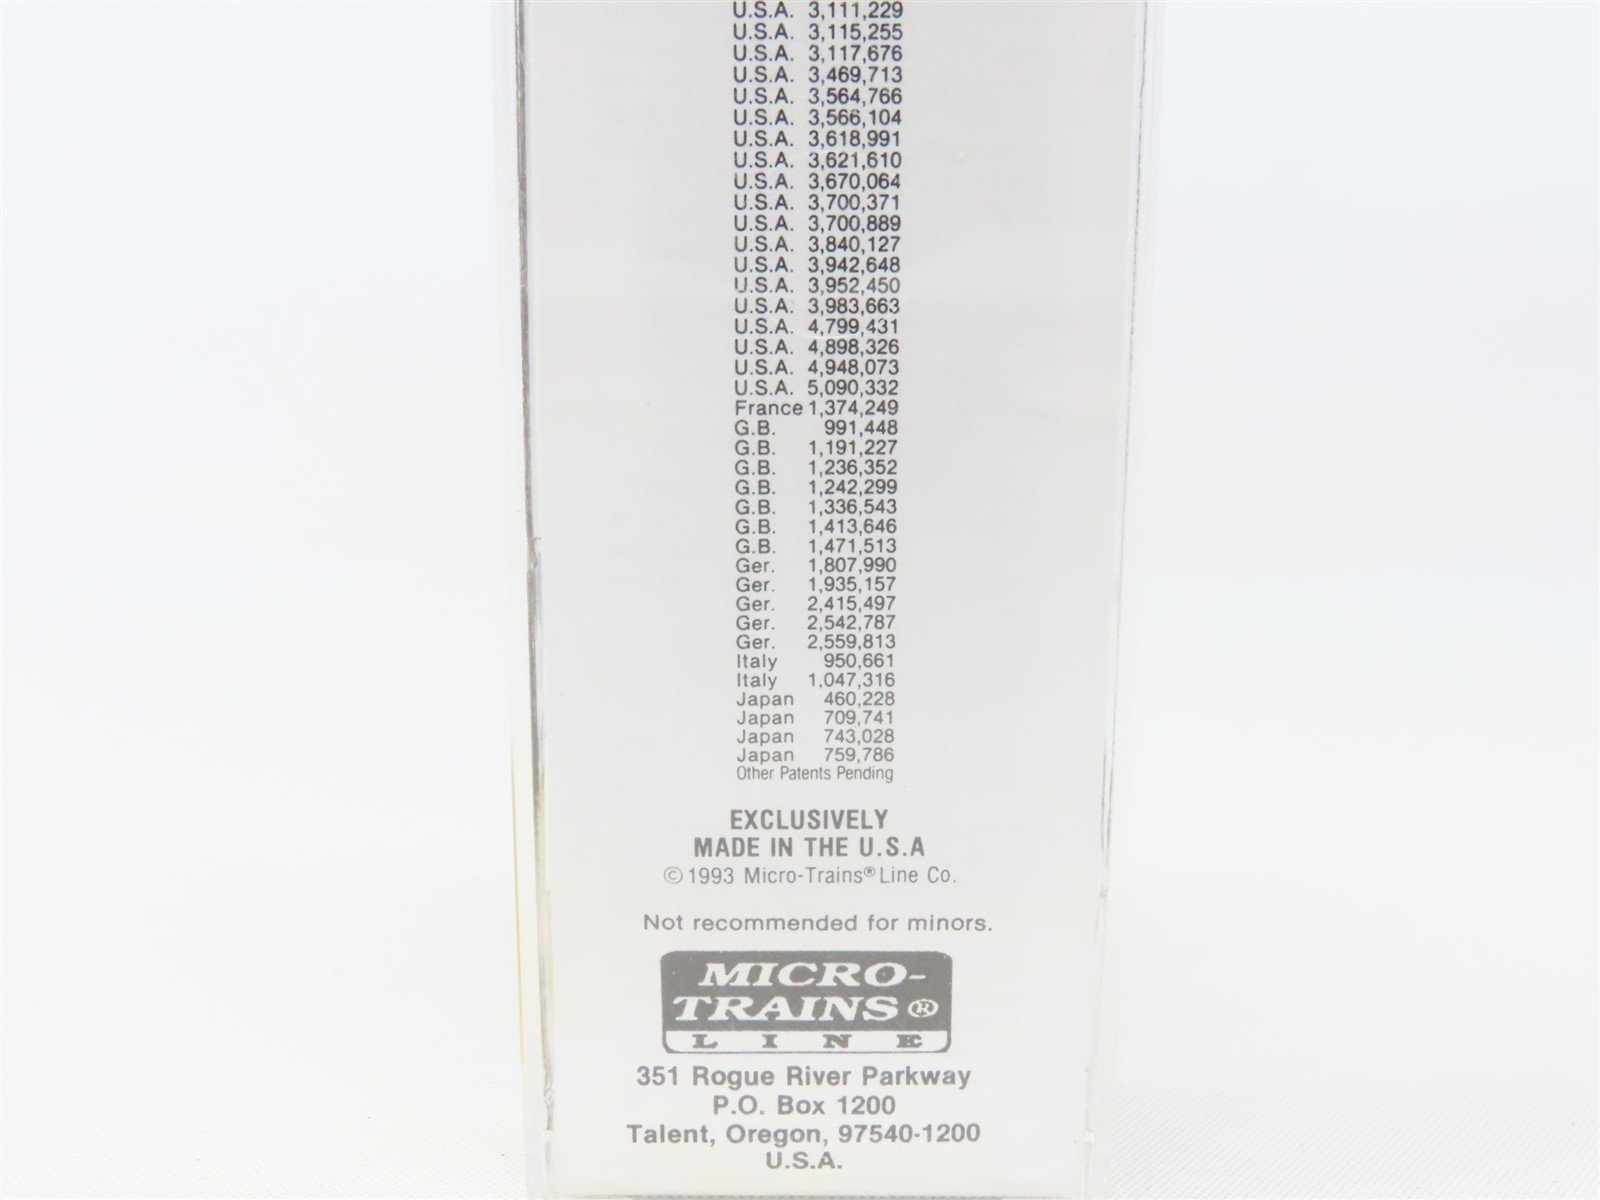 U.S.A. 3,111,229
U.S.A. 3,115,255
U.S.A. 3,117,676
U.S.A. 3,469,713
U.S.A. 3,564,766
U.S.A. 3,566,104
U.S.A. 3,618,991
U.S.A. 3,621,610
U.S.A. 3,670,064
U.S.A. 3,700,371
U.S.A. 3,700,889
U.S.A. 3,840,127
U.S.A. 3,942,648
U.S.A. 3,952,450
U.S.A. 3,983,663
U.S.A. 4,799,431
U.S.A. 4,898,326
U.S.A. 4,948,073
U.S.A. 5,090,332
France 1,374,249
G.B. 991,448
G.B. 1,191,227
G.B. 1,236,352
G.B. 1,242,299
G.B. 1,336,543
G.B. 1,413,646
G.B. 1,471,513
Ger. 1,807,990
Ger. 1,935,157
Ger. 2,415,497
Ger. 2,542,787
Ger. 2,559,813
Italy 950,661
Italy 1,047,316
Japan 460,228
Japan 709,741
Japan 743,028
Japan 759,786
Other Patents Pending
EXCLUSIVELY
MADE IN THE U.S.A
© 1993 Micro-Trains® Line Co.
Not recommended for minors.
MICRO-
TRAINS®
LINE
351 Rogue River Parkway
P.O. Box 1200
Talent, Oregon, 97540-1200
U.S.A.